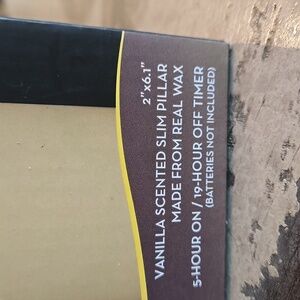 2"x6.1"
VANILLA SCENTED SLIM PILLAR
MADE FROM REAL WAX
5-HOUR ON / 19-HOUR OFF TIMER
(BATTERIES NOT INCLUDED)